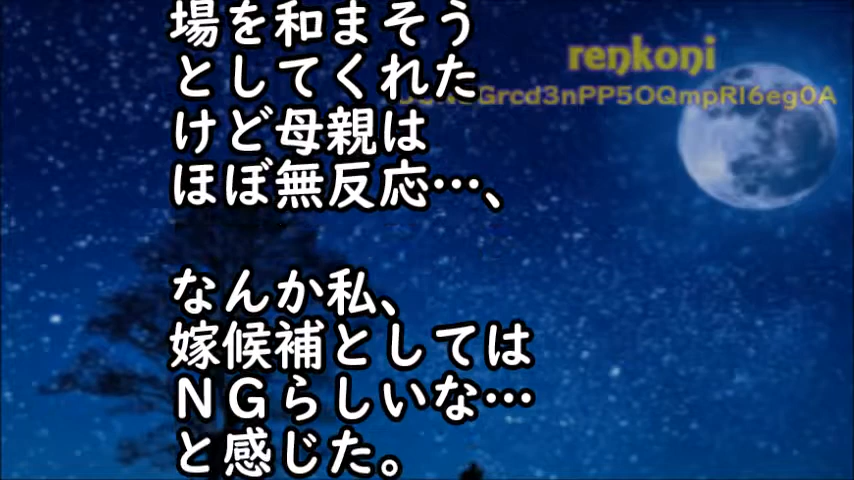 場を和まそう
としてくれた
けど母親は
ほぼ無反応…、
なんか私、
嫁候補としては
ＮＧらしいな…
と感じた。
renkoni
Grcd3nPP5OQmpRI6eg0A